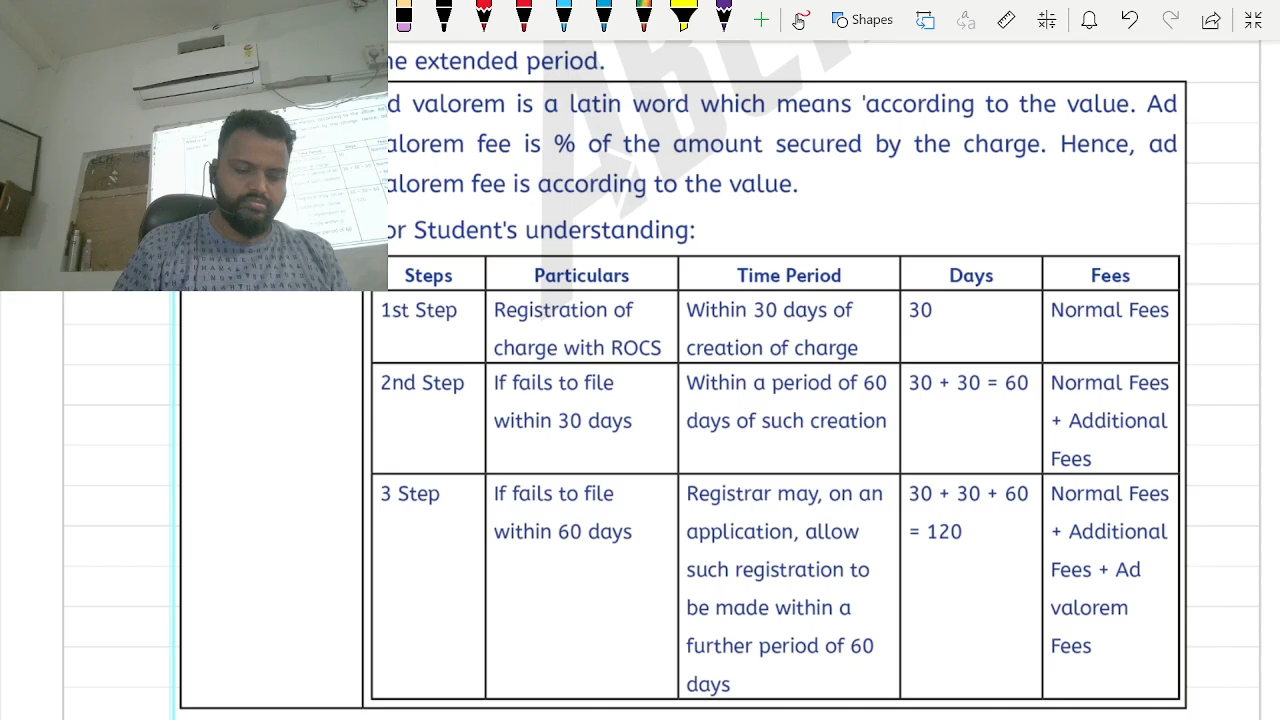 Shapes
he extended period.
d valorem is a latin word which means 'according to the value. Ad
alorem fee is % of the amount secured by the charge. Hence, ad
alorem fee is according to the value.
or Student's understanding:
Steps Particulars Time Period Days Fees
1st Step Registration of Within 30 days of 30 Normal Fees
charge with ROCS creation of charge
2nd Step If fails to file Within a period of 60 30 + 30 = 60 Normal Fees
within 30 days days of such creation + Additional
Fees
3 Step If fails to file Registrar may, on an 30 + 30 + 60 Normal Fees
within 60 days application, allow = 120 + Additional
such registration to Fees + Ad
be made within a valorem
further period of 60 Fees
days